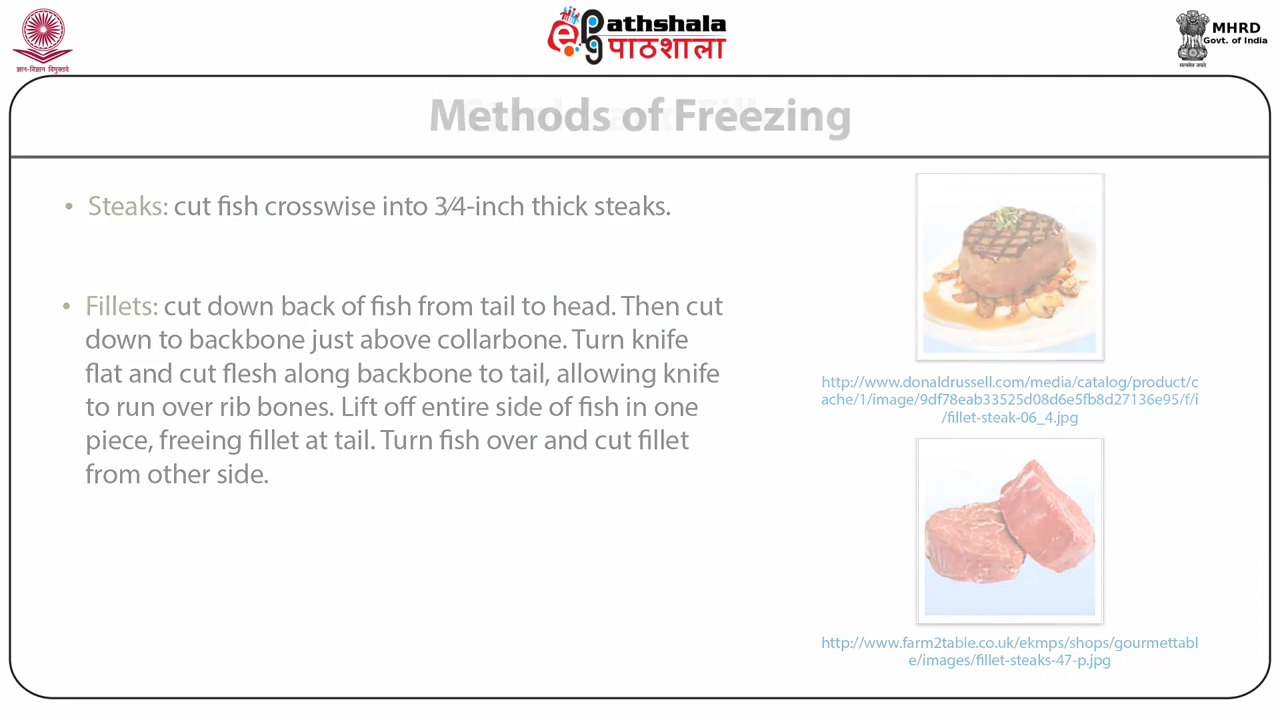 ज्ञान-विज्ञान विमुक्तये
ePG Pathshala
पाठशाला
MHRD
Govt. of India
सत्यमेव जयते
Methods of Freezing
• Steaks: cut fish crosswise into 3⁄4-inch thick steaks.
• Fillets: cut down back of fish from tail to head. Then cut
down to backbone just above collarbone. Turn knife
flat and cut flesh along backbone to tail, allowing knife
to run over rib bones. Lift off entire side of fish in one
piece, freeing fillet at tail. Turn fish over and cut fillet
from other side.
http://www.donaldrussell.com/media/catalog/product/c
ache/1/image/9df78eab33525d08d6e5fb8d27136e95/f/i
/fillet-steak-06_4.jpg
http://www.farm2table.co.uk/ekmps/shops/gourmettabl
e/images/fillet-steaks-47-p.jpg